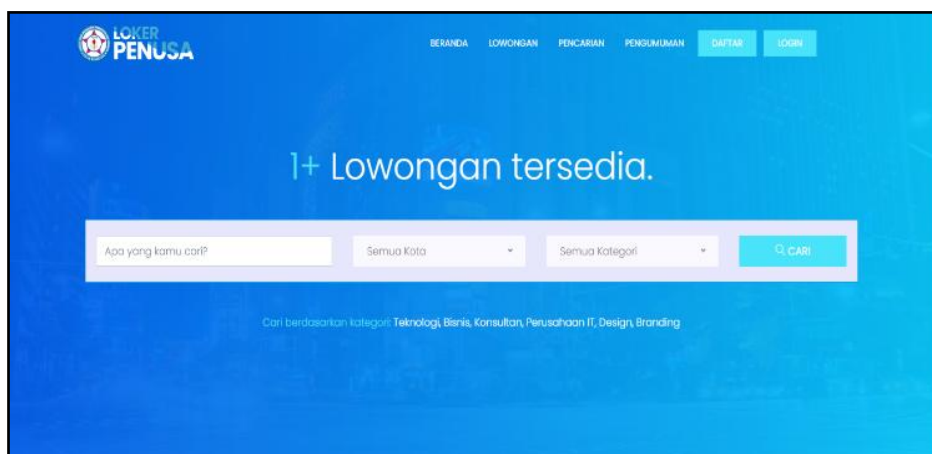 LOKER
PENUSA
BERANDA LOWONGAN PENCARIAN PENGUMUMAN DAFTAR LOGIN
1+ Lowongan tersedia.
Apa yang kamu cari? Semua Kota Semua Kategori CARI
Cari berdasarkan kategori: Teknologi, Bisnis, Konsultan, Perusahaan IT, Design, Branding